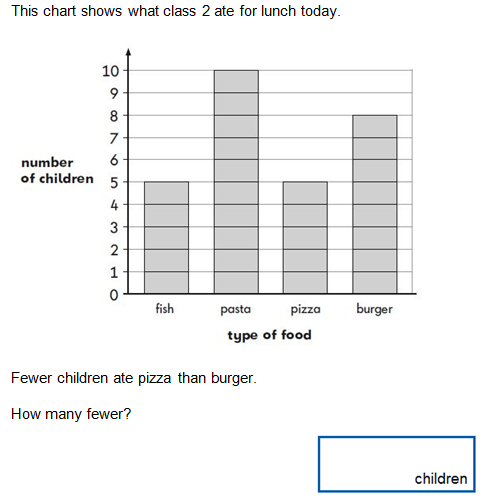 This chart shows what class 2 ate for lunch today.
10
9
8
7
6
5
4
3
2
1
0
number
of children
fish pasta pizza burger
type of food
Fewer children ate pizza than burger.
How many fewer?
children